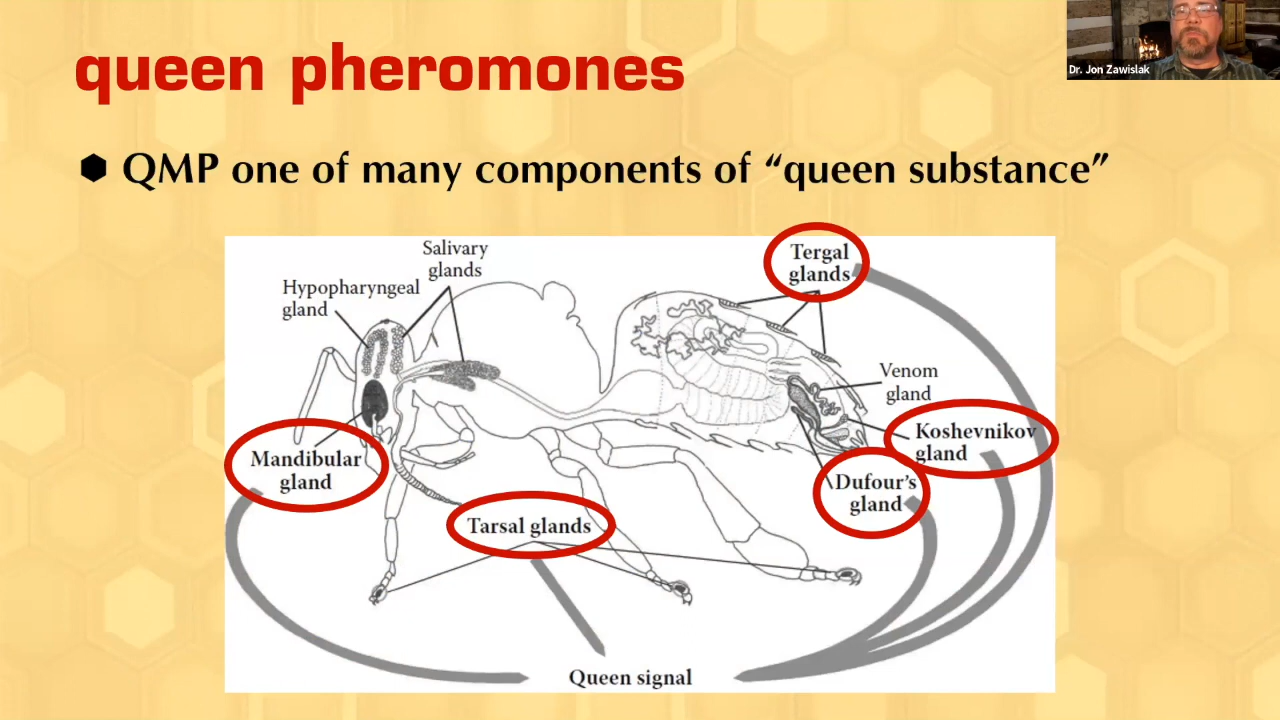 queen pheromones
Dr. Jon Zawislak
QMP one of many components of “queen substance”
Salivary
glands
Hypopharyngeal
gland
Tergal
glands
Venom
gland
Koshevnikov
gland
Mandibular
gland
Dufour’s
gland
Tarsal glands
Queen signal